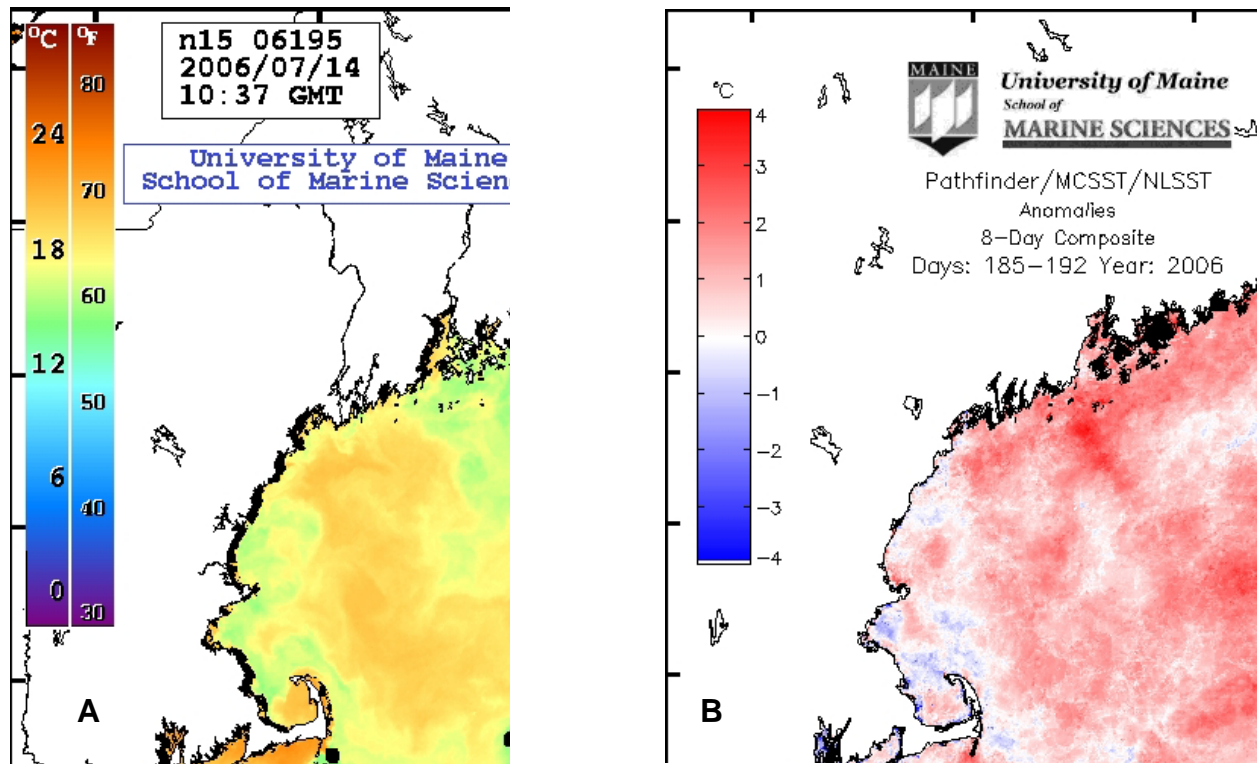 °C °F
n15 06195
2006/07/14
10:37 GMT
University of Maine
School of Marine Scien
80
24
70
18
60
12
50
6
40
0
30
A
°C
4
3
2
1
0
−1
−2
−3
−4
MAINE
University of Maine
School of
MARINE SCIENCES
Pathfinder/MCSST/NLSST
Anomalies
8−Day Composite
Days: 185−192 Year: 2006
B